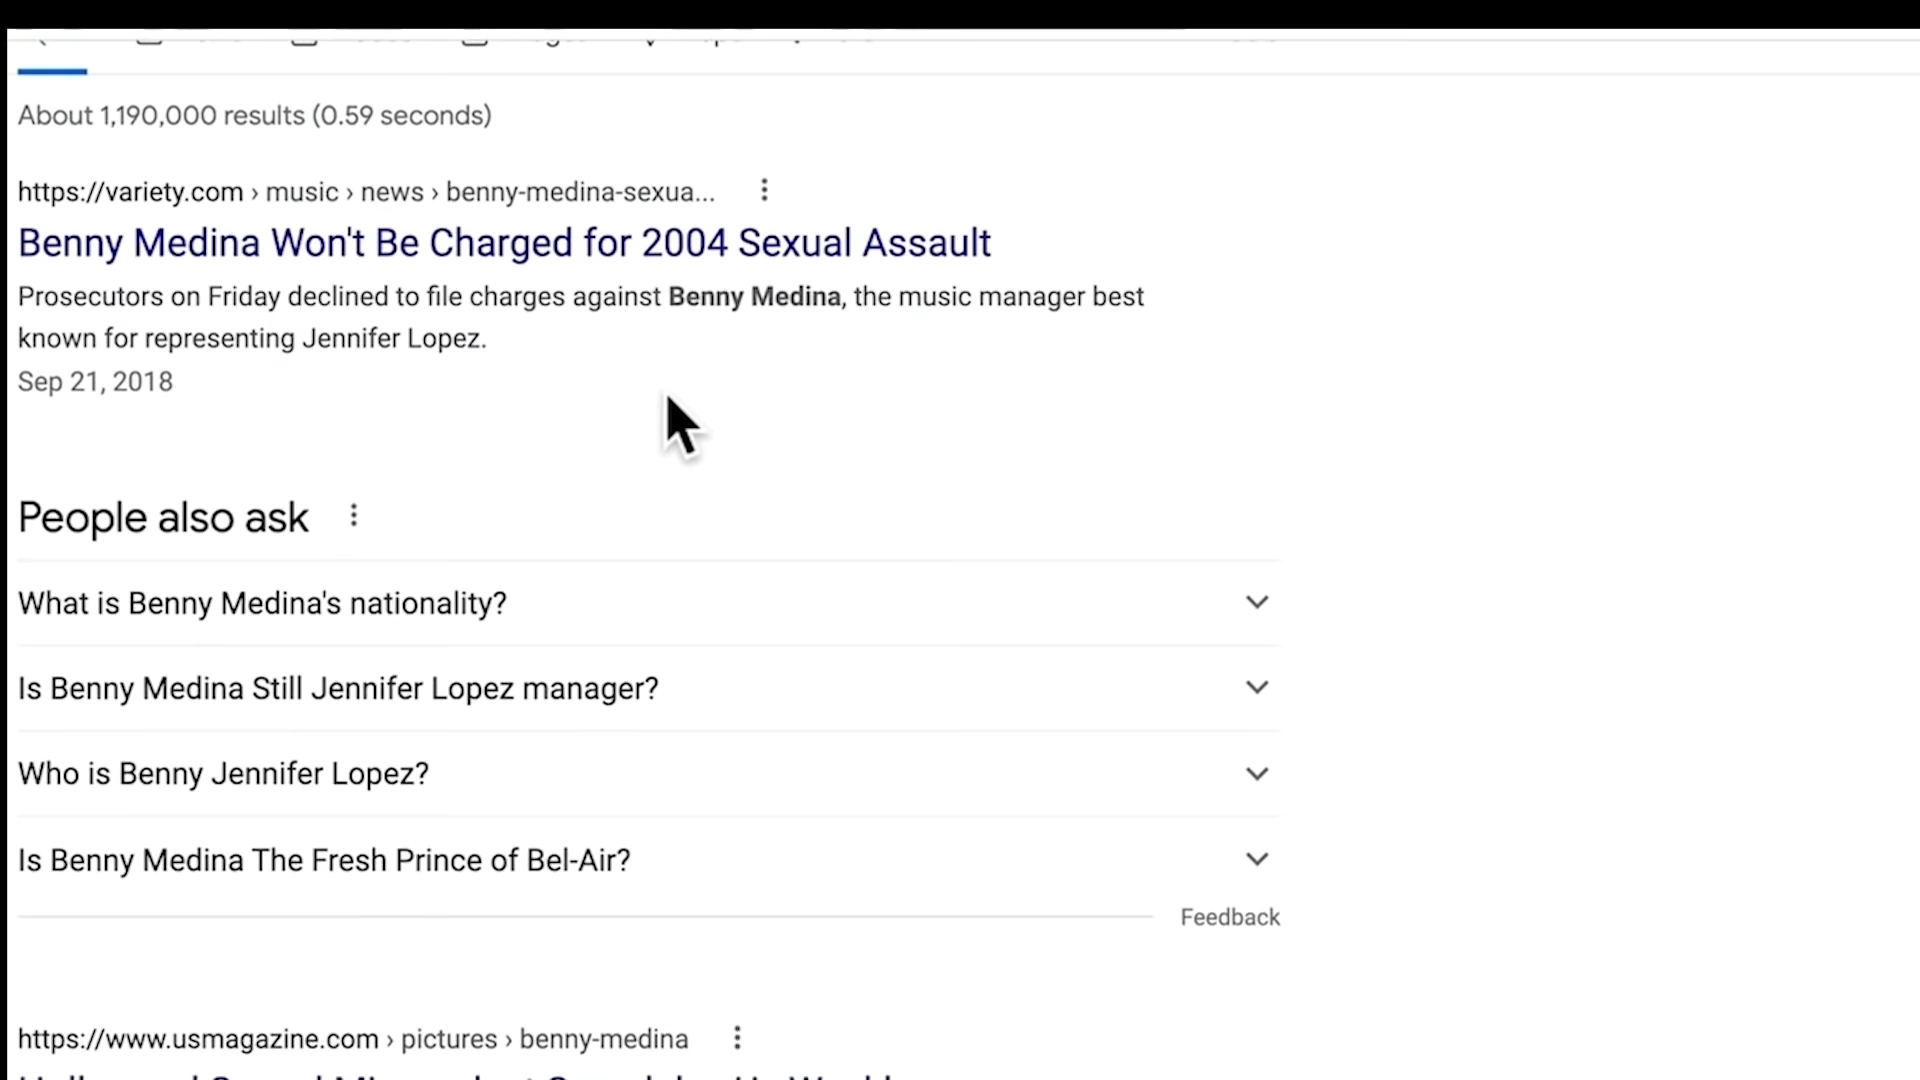 About 1,190,000 results (0.59 seconds)
https://variety.com › music › news › benny-medina-sexua...
Benny Medina Won't Be Charged for 2004 Sexual Assault
Prosecutors on Friday declined to file charges against Benny Medina, the music manager best
known for representing Jennifer Lopez.
Sep 21, 2018
People also ask
What is Benny Medina's nationality?
Is Benny Medina Still Jennifer Lopez manager?
Who is Benny Jennifer Lopez?
Is Benny Medina The Fresh Prince of Bel-Air?
Feedback
https://www.usmagazine.com › pictures › benny-medina